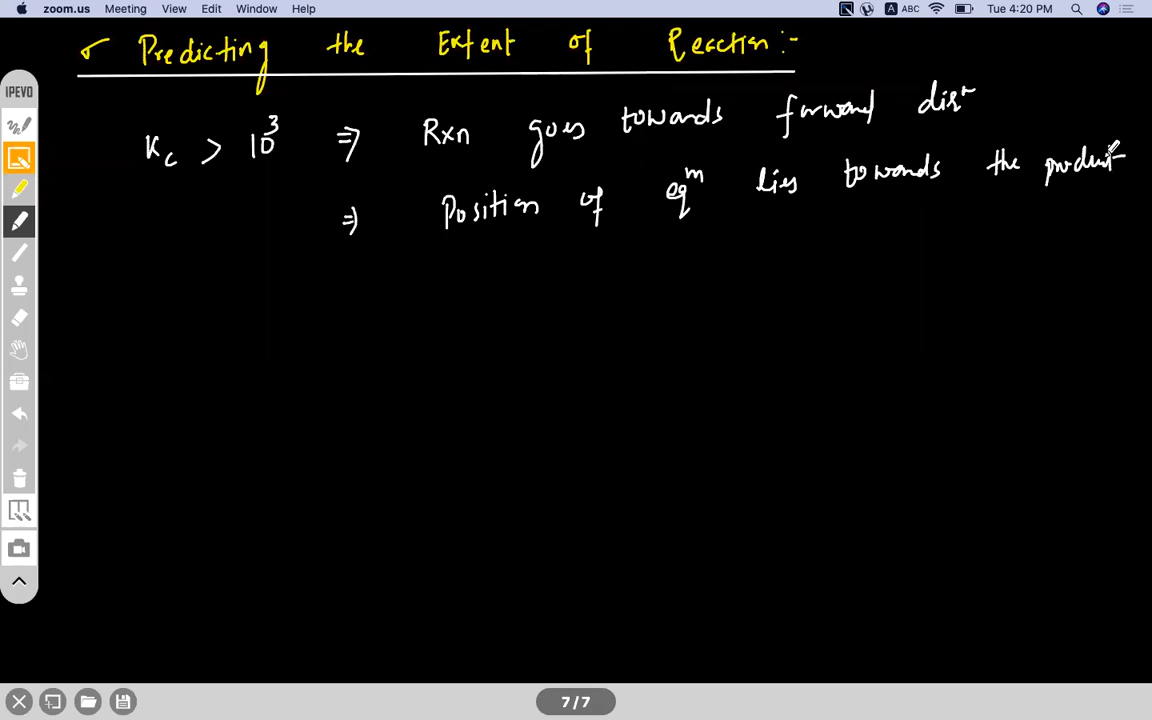 zoom.us Meeting View Edit Window Help A ABC Tue 4:20 PM
IPEVO
Predicting the Extent of Reaction :-
Kc > 10³ ⇒ Rxn goes towards forward dirⁿ
⇒ Position of eqᵐ lies towards the product
7/7